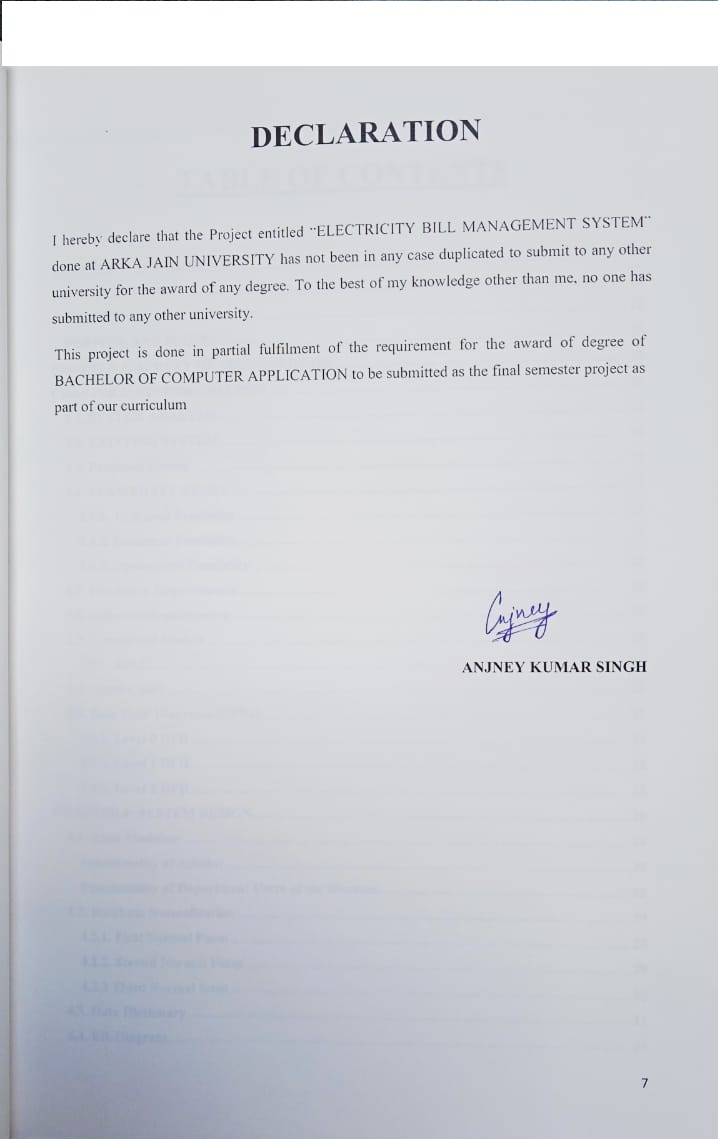 DECLARATION
I hereby declare that the Project entitled "ELECTRICITY BILL MANAGEMENT SYSTEM"
done at ARKA JAIN UNIVERSITY has not been in any case duplicated to submit to any other
university for the award of any degree. To the best of my knowledge other than me, no one has
submitted to any other university.
This project is done in partial fulfilment of the requirement for the award of degree of
BACHELOR OF COMPUTER APPLICATION to be submitted as the final semester project as
part of our curriculum
Anjney
ANJNEY KUMAR SINGH
7